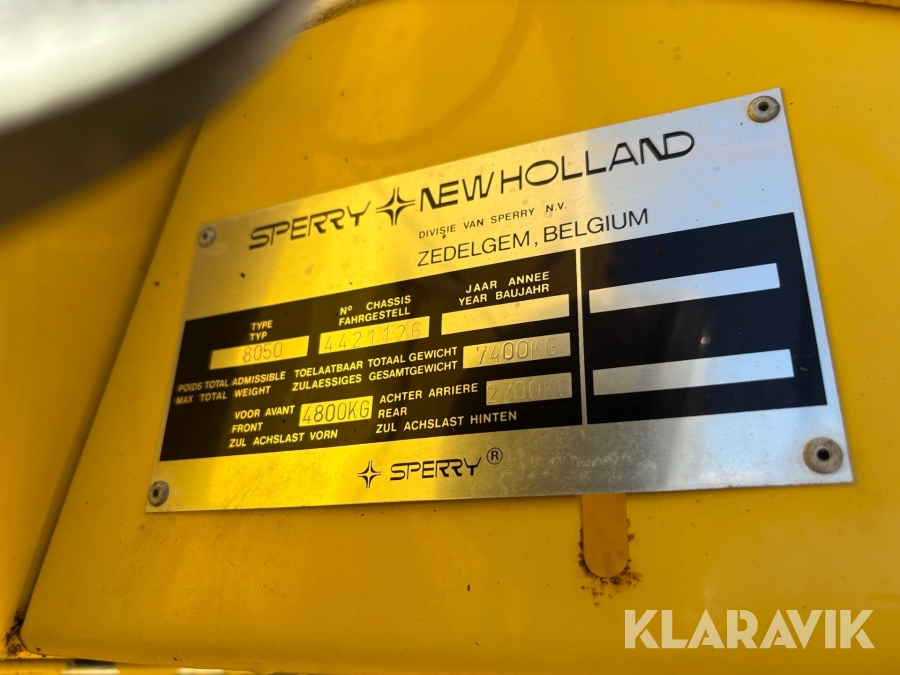 SPERRY NEW HOLLAND
DIVISIE VAN SPERRY N.V.
ZEDELGEM, BELGIUM
TYPE
TYP
8050
Nº CHASSIS
FAHRGESTELL
4421126
JAAR ANNEE
YEAR BAUJAHR
POIDS TOTAL ADMISSIBLE TOELAATBAAR TOTAAL GEWICHT
MAX TOTAL WEIGHT ZULAESSIGES GESAMTGEWICHT
7400KG
VOOR AVANT
FRONT
ZUL ACHSLAST VORN
4800KG
ACHTER ARRIERE
REAR
ZUL ACHSLAST HINTEN
2700KG
SPERRY®
KLARAVIK